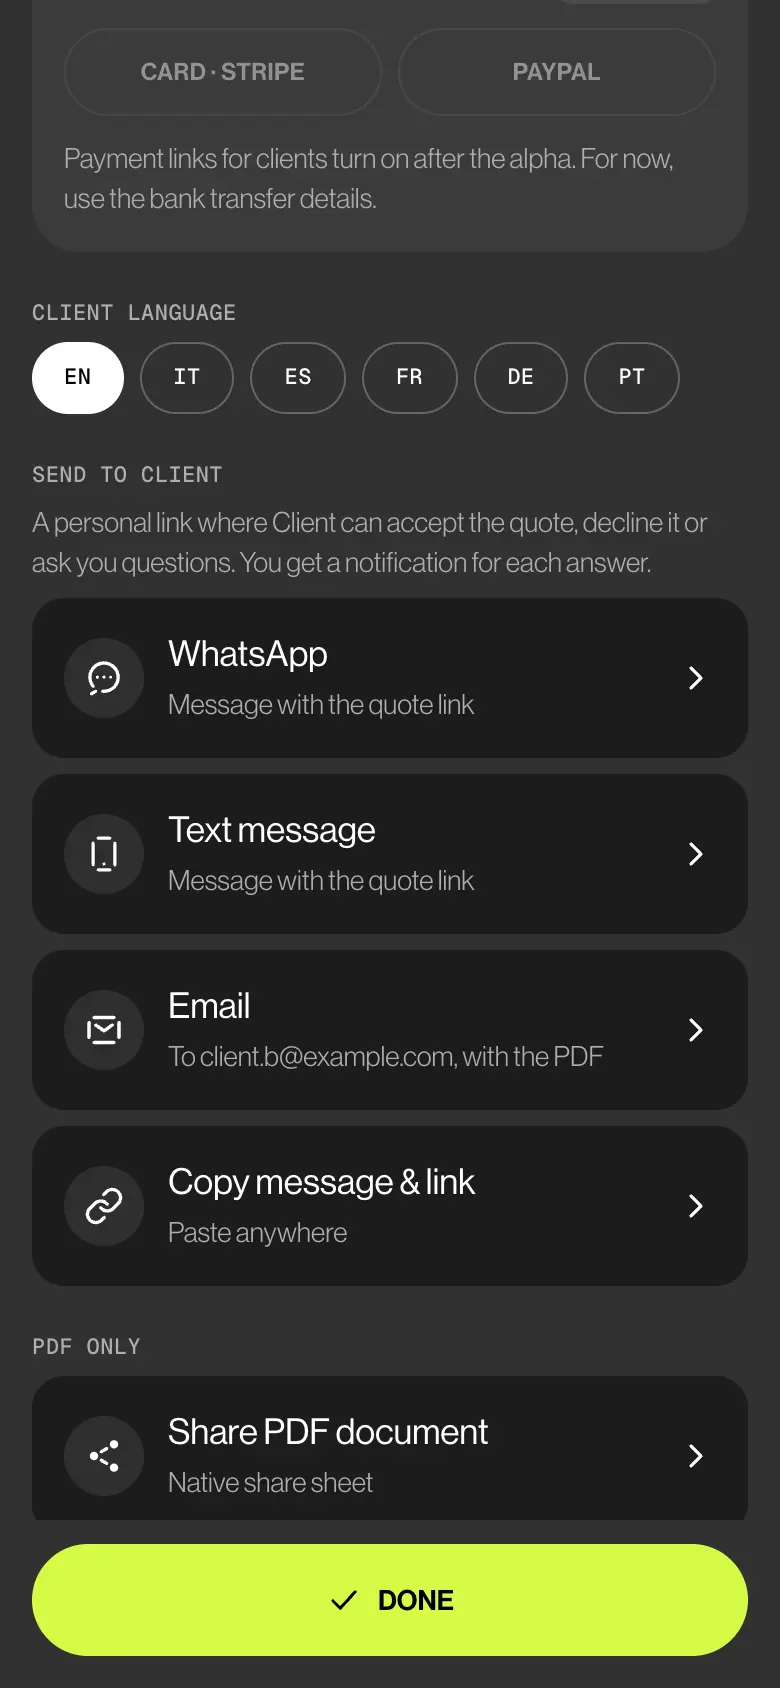 CARD · STRIPE
PAYPAL
Payment links for clients turn on after the alpha. For now,
use the bank transfer details.
CLIENT LANGUAGE
EN
IT
ES
FR
DE
PT
SEND TO CLIENT
A personal link where Client can accept the quote, decline it or
ask you questions. You get a notification for each answer.
WhatsApp
Message with the quote link
Text message
Message with the quote link
Email
To client.b@example.com, with the PDF
Copy message & link
Paste anywhere
PDF ONLY
Share PDF document
Native share sheet
DONE